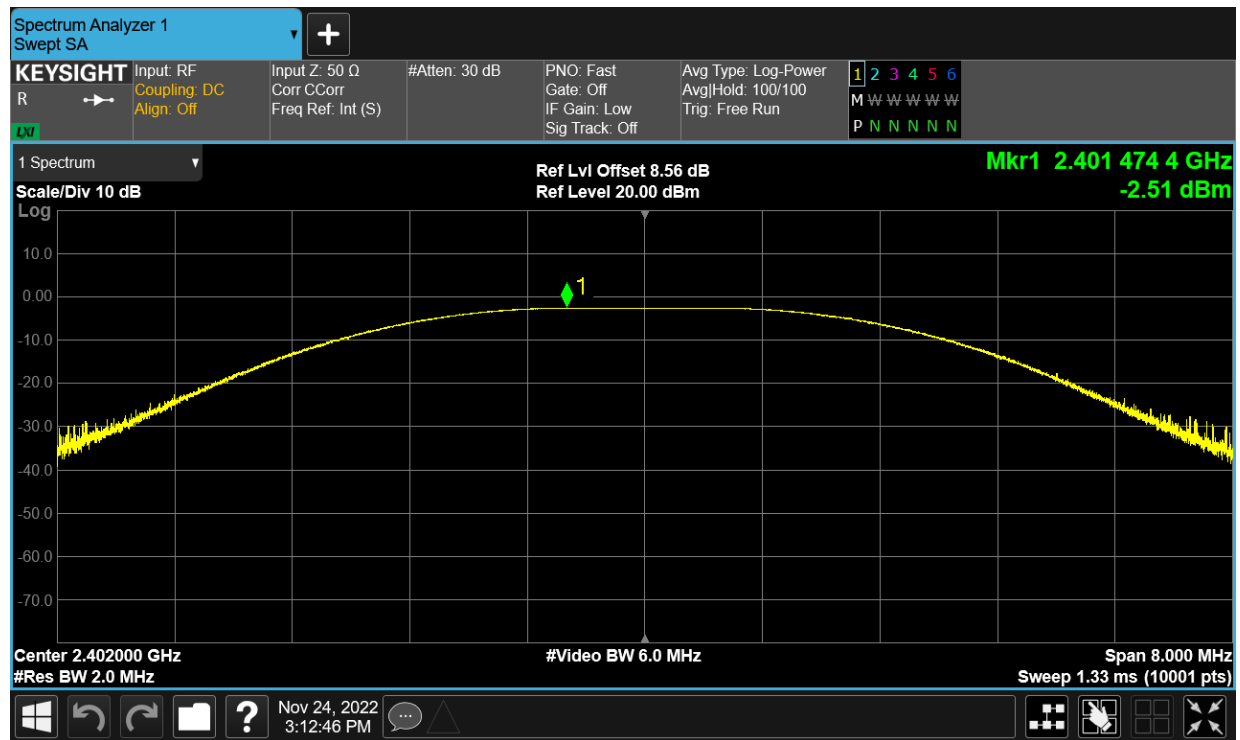 Spectrum Analyzer 1
Swept SA
+
KEYSIGHT
R
LXI
Input: RF
Coupling: DC
Align: Off
Input Z: 50 Ω
Corr CCorr
Freq Ref: Int (S)
#Atten: 30 dB
PNO: Fast
Gate: Off
IF Gain: Low
Sig Track: Off
Avg Type: Log-Power
Avg|Hold: 100/100
Trig: Free Run
1 2 3 4 5 6
M W W W W W
P N N N N N
1 Spectrum
Scale/Div 10 dB
Ref Lvl Offset 8.56 dB
Ref Level 20.00 dBm
Mkr1 2.401 474 4 GHz
-2.51 dBm
Log
10.0
0.00
-10.0
-20.0
-30.0
-40.0
-50.0
-60.0
-70.0
1
Center 2.402000 GHz
#Res BW 2.0 MHz
#Video BW 6.0 MHz
Span 8.000 MHz
Sweep 1.33 ms (10001 pts)
?
Nov 24, 2022
3:12:46 PM